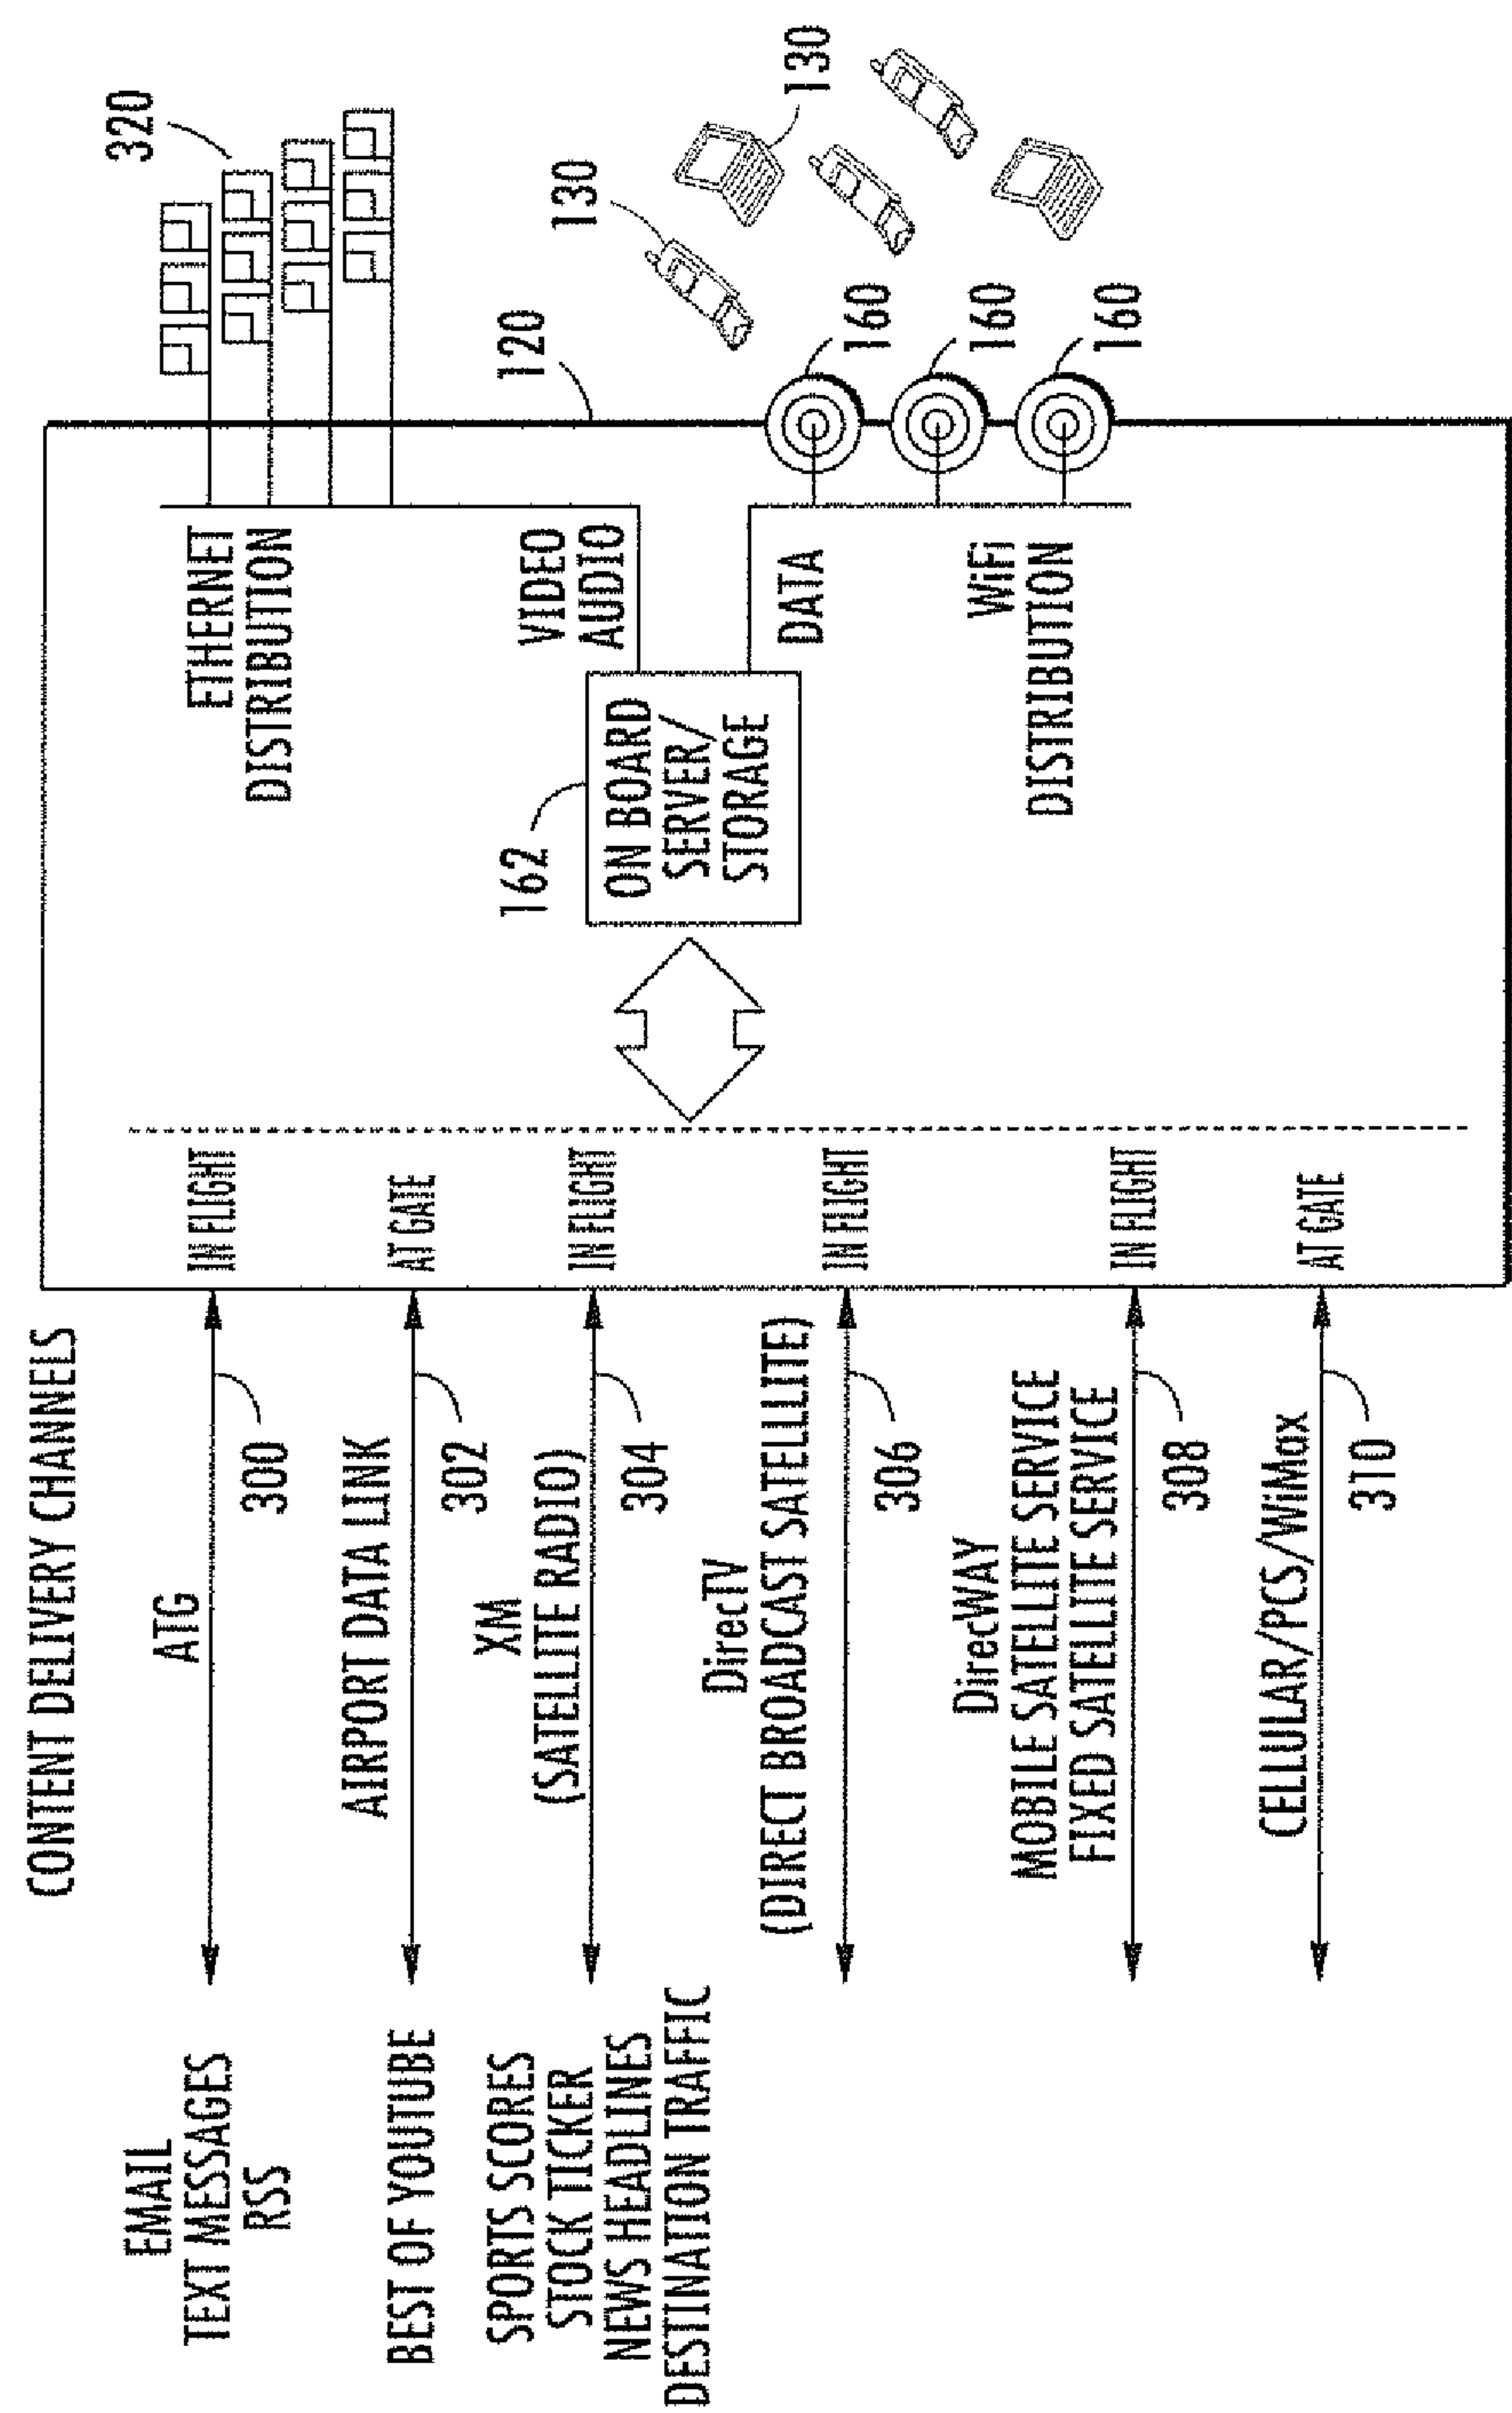 CONTENT DELIVERY CHANNELS
EMAIL
TEXT MESSAGES
RSS
ATG
300
IN FLIGHT
BEST OF YOUTUBE
AIRPORT DATA LINK
302
AT GATE
SPORTS SCORES
STOCK TICKER
NEWS HEADLINES
DESTINATION TRAFFIC
XM
(SATELLITE RADIO)
304
IN FLIGHT
DirecTV
(DIRECT BROADCAST SATELLITE)
306
IN FLIGHT
DirecWAY
MOBILE SATELLITE SERVICE
FIXED SATELLITE SERVICE
308
IN FLIGHT
CELLULAR/PCS/WiMax
310
AT GATE
162
ON BOARD
SERVER/
STORAGE
ETHERNET
DISTRIBUTION
VIDEO
AUDIO
DATA
WiFi
DISTRIBUTION
320
120
130
130
160
160
160